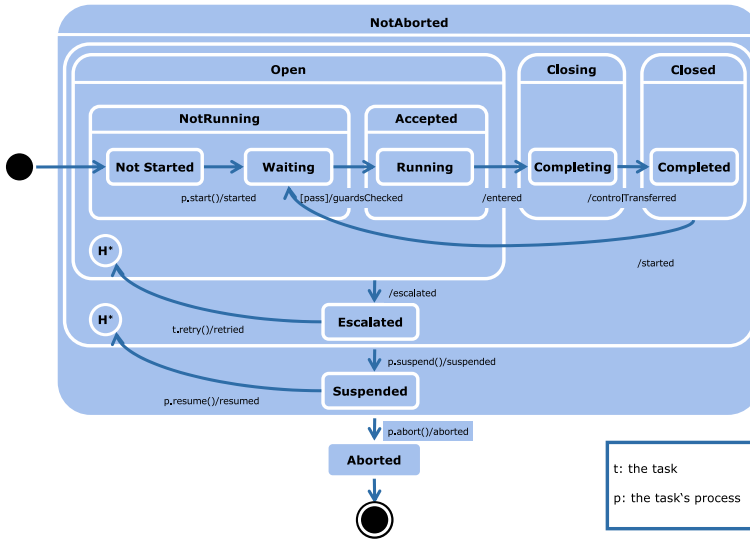 NotAborted
Open
Closing
Closed
NotRunning
Accepted
Not Started
Waiting
Running
Completing
Completed
p.start()/started
[pass]/guardsChecked
/entered
/controlTransferred
H*
/started
/escalated
H*
Escalated
t.retry()/retried
p.suspend()/suspended
Suspended
p.resume()/resumed
p.abort()/aborted
Aborted
t: the task
p: the task‘s process